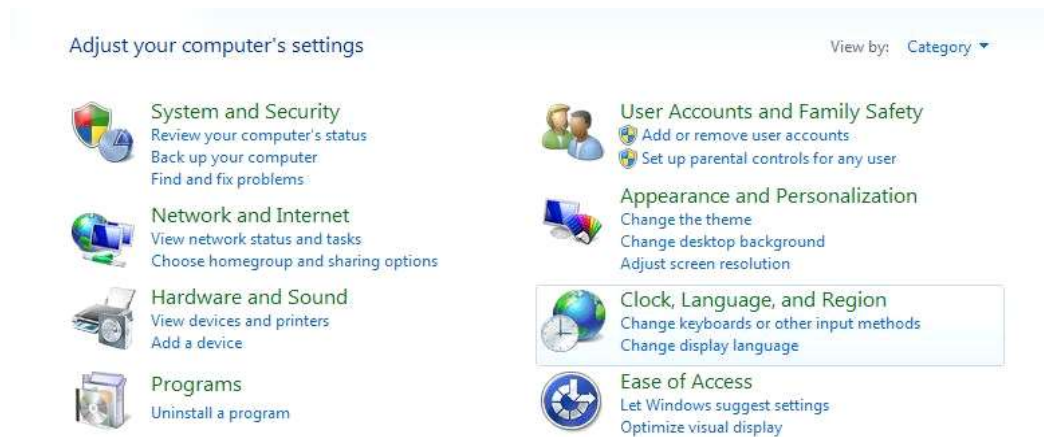 Adjust your computer's settings
View by: Category
System and Security
Review your computer's status
Back up your computer
Find and fix problems
Network and Internet
View network status and tasks
Choose homegroup and sharing options
Hardware and Sound
View devices and printers
Add a device
Programs
Uninstall a program
User Accounts and Family Safety
Add or remove user accounts
Set up parental controls for any user
Appearance and Personalization
Change the theme
Change desktop background
Adjust screen resolution
Clock, Language, and Region
Change keyboards or other input methods
Change display language
Ease of Access
Let Windows suggest settings
Optimize visual display